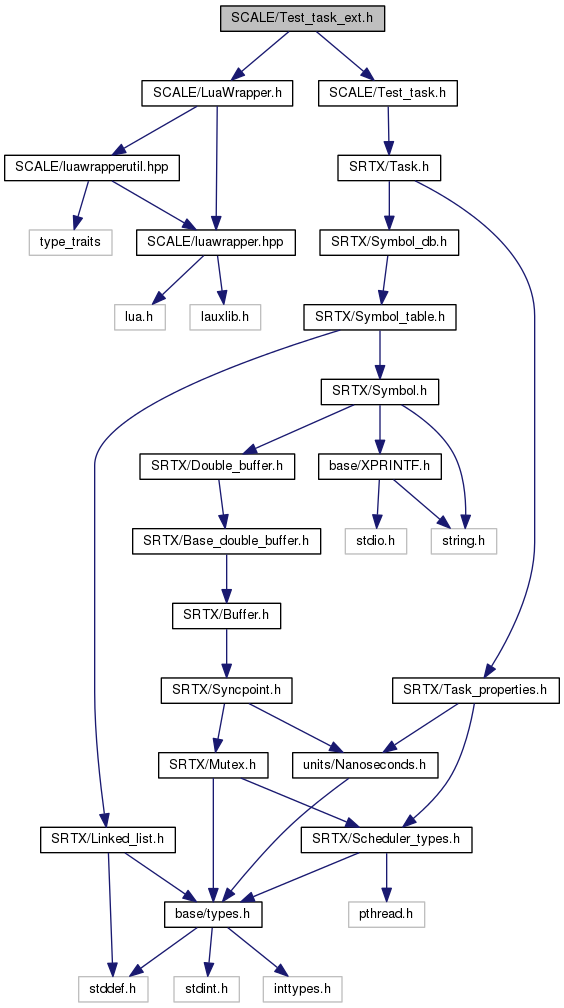 SCALE/Test_task_ext.h
SCALE/LuaWrapper.h
SCALE/Test_task.h
SCALE/luawrapperutil.hpp
SRTX/Task.h
type_traits
SCALE/luawrapper.hpp
SRTX/Symbol_db.h
lua.h
lauxlib.h
SRTX/Symbol_table.h
SRTX/Symbol.h
SRTX/Double_buffer.h
base/XPRINTF.h
SRTX/Base_double_buffer.h
stdio.h
string.h
SRTX/Buffer.h
SRTX/Syncpoint.h
SRTX/Task_properties.h
SRTX/Mutex.h
units/Nanoseconds.h
SRTX/Linked_list.h
SRTX/Scheduler_types.h
base/types.h
pthread.h
stddef.h
stdint.h
inttypes.h